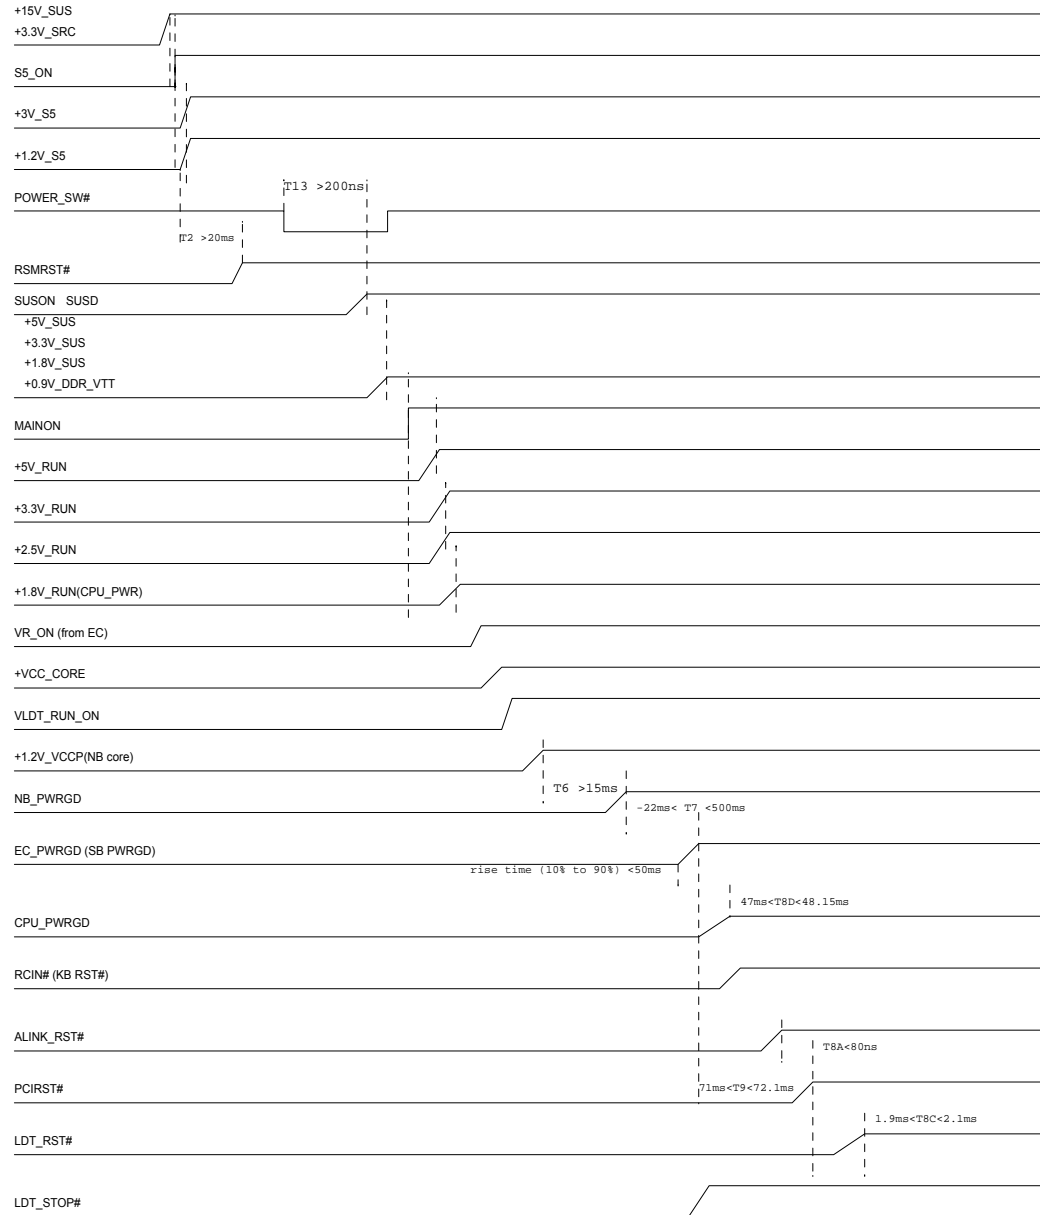 +15V_SUS
+3.3V_SRC
S5_ON
+3V_S5
+1.2V_S5
T13 >200ns
POWER_SW#
T2 >20ms
RSMRST#
SUSON SUSD
+5V_SUS
+3.3V_SUS
+1.8V_SUS
+0.9V_DDR_VTT
MAINON
+5V_RUN
+3.3V_RUN
+2.5V_RUN
+1.8V_RUN(CPU_PWR)
VR_ON (from EC)
+VCC_CORE
VLDT_RUN_ON
+1.2V_VCCP(NB core)
T6 >15ms
NB_PWRGD
-22ms< T7 <500ms
EC_PWRGD (SB PWRGD)
rise time (10% to 90%) <50ms
47ms<T8D<48.15ms
CPU_PWRGD
RCIN# (KB RST#)
ALINK_RST#
T8A<80ns
PCIRST#
71ms<T9<72.1ms
1.9ms<T8C<2.1ms
LDT_RST#
LDT_STOP#